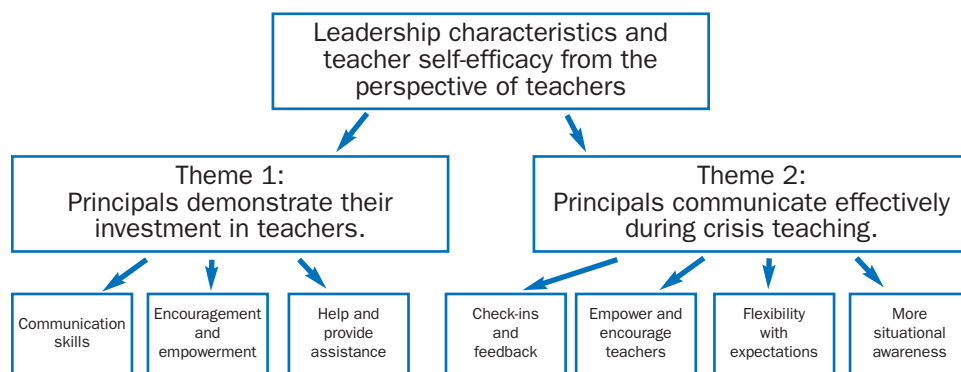 Leadership characteristics and
teacher self-efficacy from the
perspective of teachers
Theme 1:
Principals demonstrate their
investment in teachers.
Theme 2:
Principals communicate effectively
during crisis teaching.
Communication
skills
Encouragement
and
empowerment
Help and
provide
assistance
Check-ins
and
feedback
Empower and
encourage
teachers
Flexibility
with
expectations
More
situational
awareness